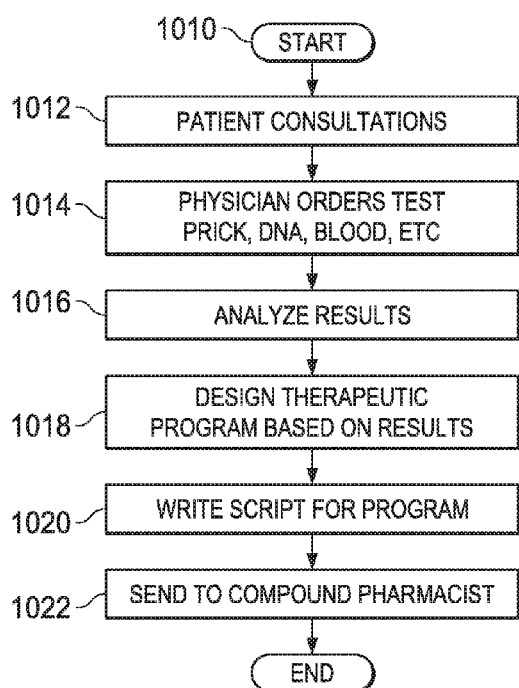 1010
START
1012
PATIENT CONSULTATIONS
1014
PHYSICIAN ORDERS TEST
PRICK, DNA, BLOOD, ETC
1016
ANALYZE RESULTS
1018
DESIGN THERAPEUTIC
PROGRAM BASED ON RESULTS
1020
WRITE SCRIPT FOR PROGRAM
1022
SEND TO COMPOUND PHARMACIST
END